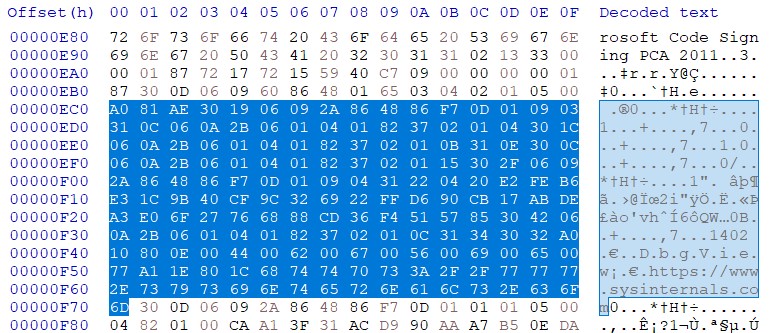 Offset(h) 00 01 02 03 04 05 06 07 08 09 0A 0B 0C 0D 0E 0F Decoded text
00000E80 72 6F 73 6F 66 74 20 43 6F 64 65 20 53 69 67 6E rosoft Code Sign
00000E90 69 6E 67 20 50 43 41 20 32 30 31 31 02 13 33 00 ing PCA 2011..3.
00000EA0 00 01 87 72 17 72 15 59 40 C7 09 00 00 00 00 01 ..‡r.r.Y@Ç......
00000EB0 87 30 0D 06 09 60 86 48 01 65 03 04 02 01 05 00 ‡0...`†H.e......
00000EC0 A0 81 AE 30 19 06 09 2A 86 48 86 F7 0D 01 09 03  .®0...*†H†÷....
00000ED0 31 0C 06 0A 2B 06 01 04 01 82 37 02 01 04 30 1C 1...+....‚7...0.
00000EE0 06 0A 2B 06 01 04 01 82 37 02 01 0B 31 0E 30 0C ..+....‚7...1.0.
00000EF0 06 0A 2B 06 01 04 01 82 37 02 01 15 30 2F 06 09 ..+....‚7...0/..
00000F00 2A 86 48 86 F7 0D 01 09 04 31 22 04 20 E2 FE B6 *†H†÷....1". âþ¶
00000F10 E3 1C 9B 40 CF 9C 32 69 22 FF D6 90 CB 17 AB DE ã.›@Ïœ2i"ÿÖ.Ë.«Þ
00000F20 A3 E0 6F 27 76 68 88 CD 36 F4 51 57 85 30 42 06 £ào'vhˆÍ6ôQW…0B.
00000F30 0A 2B 06 01 04 01 82 37 02 01 0C 31 34 30 32 A0 .+....‚7...1402
00000F40 10 80 0E 00 44 00 62 00 67 00 56 00 69 00 65 00 .€..D.b.g.V.i.e.
00000F50 77 A1 1E 80 1C 68 74 74 70 73 3A 2F 2F 77 77 77 w¡.€.https://www
00000F60 2E 73 79 73 69 6E 74 65 72 6E 61 6C 73 2E 63 6F .sysinternals.co
00000F70 6D 30 0D 06 09 2A 86 48 86 F7 0D 01 01 01 05 00 m0...*†H†÷......
00000F80 04 82 01 00 CA A1 3F 31 AC D9 90 AA A7 B5 0E DA .‚..Ê¡?1¬Ù.ª§µ.Ú